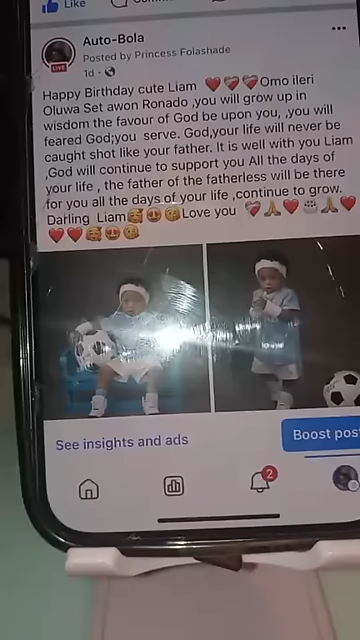 Like
Auto-Bola
Posted by Princess Folashade
1d
LIVE
Happy Birthday cute Liam ❤️💝💝Omo ileri
Oluwa Set awon Ronado ,you will grow up in
wisdom the favour of God be upon you, ,you will
feared God;you serve. God,your life will never be
caught shot like your father. It is well with you Liam
,God will continue to support you All the days of
your life , the father of the fatherless will be there
for you all the days of your life ,continue to grow.
Darling Liam🥰😍🥰Love you 💝🙏❤️🎂🙏❤️
❤️❤️🥰😍😘
See insights and ads
Boost post
2